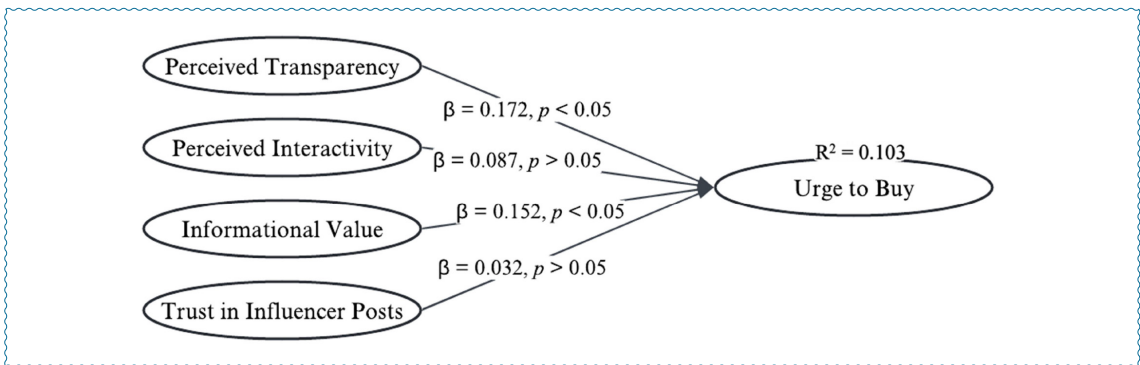 Perceived Transparency
β = 0.172, p < 0.05
Perceived Interactivity
β = 0.087, p > 0.05
R² = 0.103
Urge to Buy
β = 0.152, p < 0.05
Informational Value
β = 0.032, p > 0.05
Trust in Influencer Posts